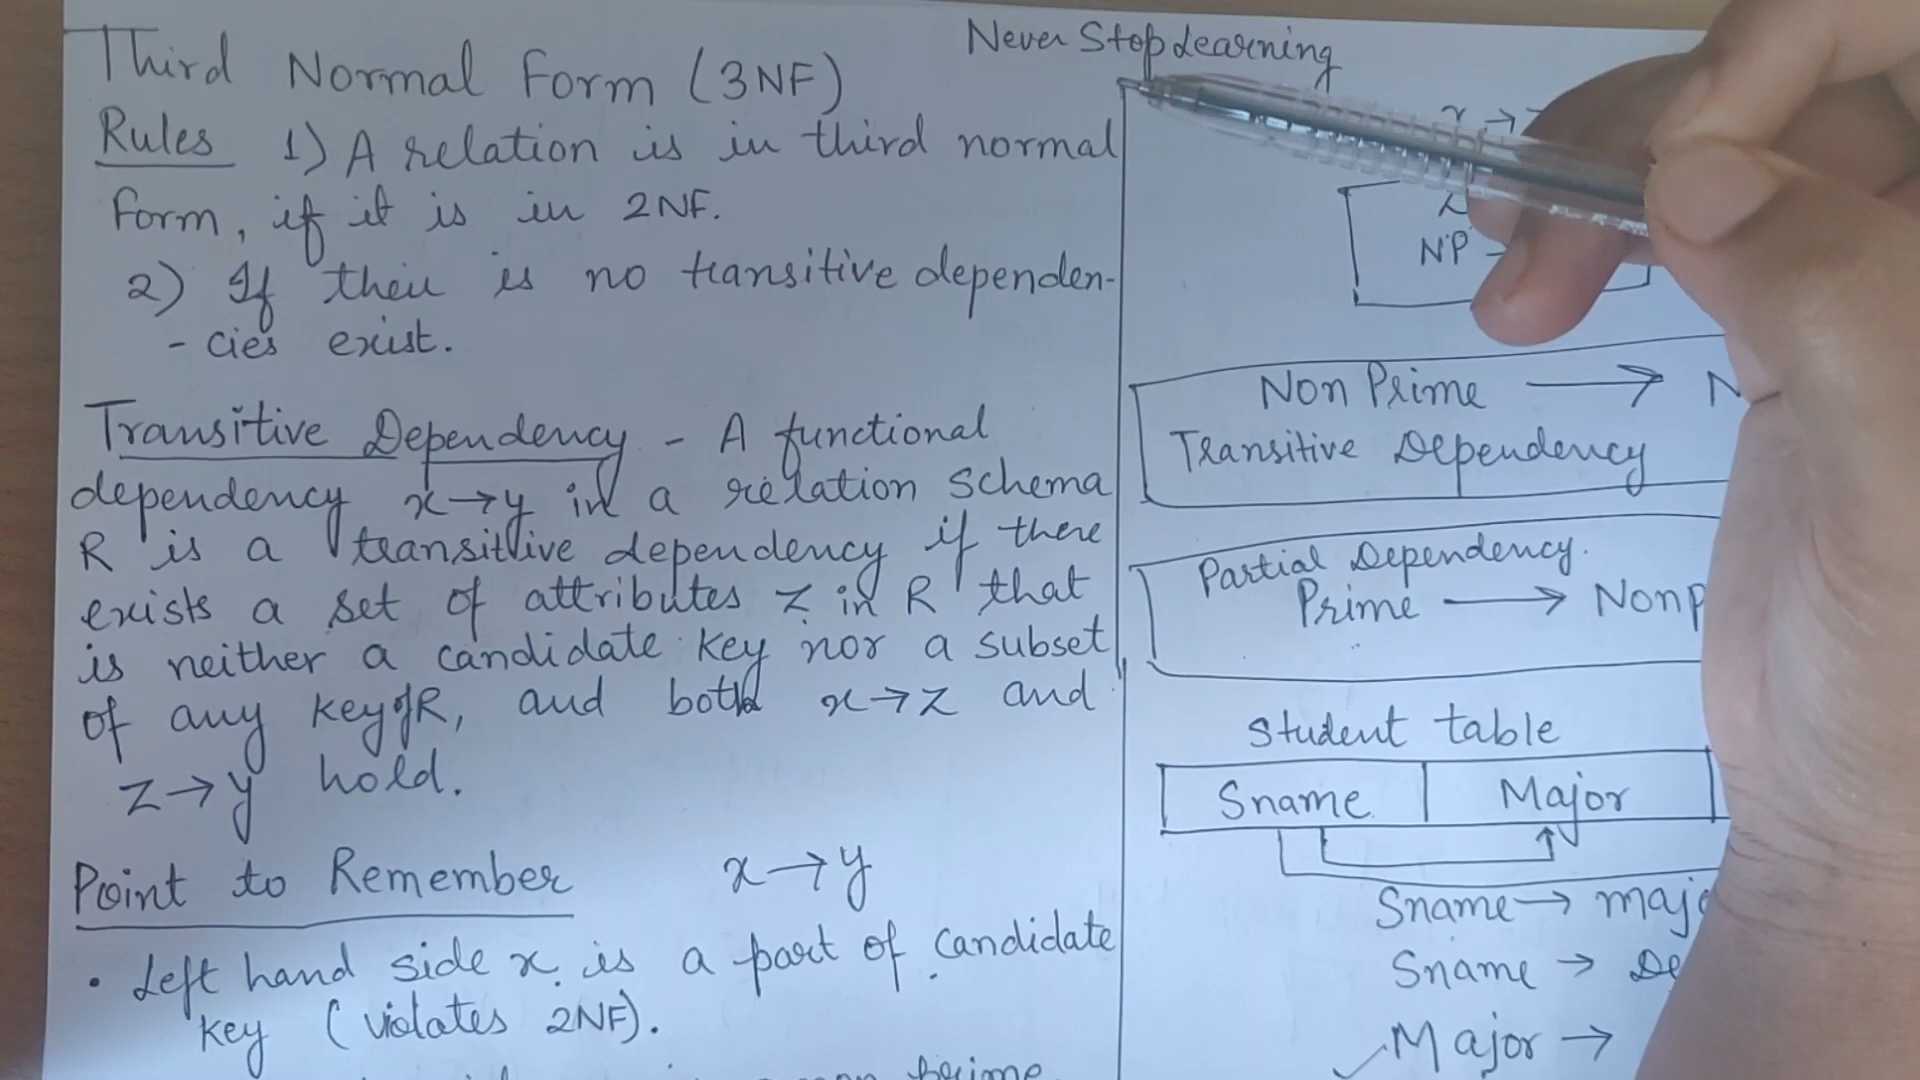 Never Stop Learning
Third Normal Form (3NF)
Rules 1) A relation is in third normal
Form, if it is in 2NF.
2) If their is no transitive dependen-
-cies exist.
Transitive Dependency - A functional
dependency x→y in a relation schema
R is a transitive dependency if there
exists a set of attributes z in R that
is neither a candidate key nor a subset
of any key of R, and both x→z and
z→y hold.
Point to Remember x→y
• Left hand side x is a part of candidate
key (violates 2NF).
prime
x →
NP -
Non Prime → N
Transitive Dependency
Partial Dependency.
Prime → Nonp
Student table
Sname Major
Sname → majo
Sname → De
✓Major →